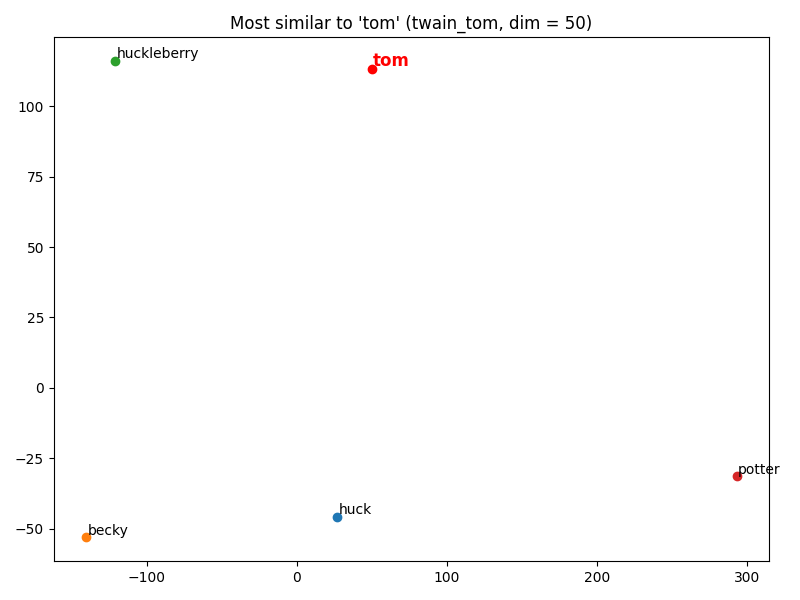 Most similar to 'tom' (twain_tom, dim = 50)
huckleberry
tom
100
75
50
25
0
−25
potter
huck
−50
becky
−100
0
100
200
300